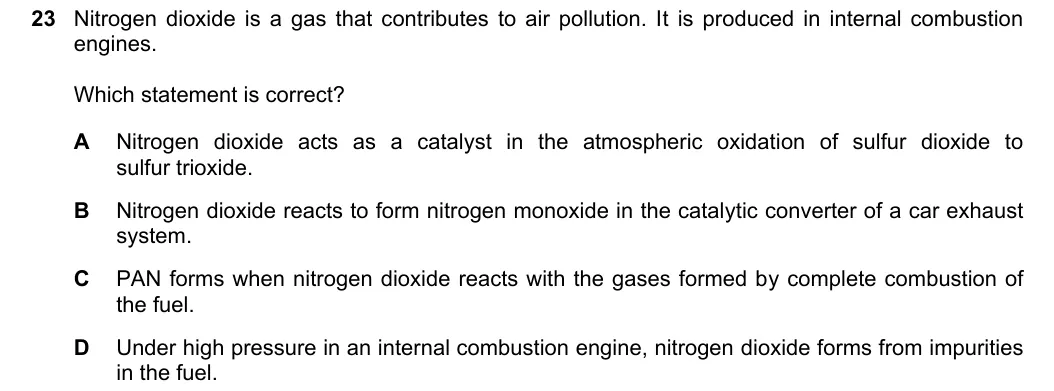 23 Nitrogen dioxide is a gas that contributes to air pollution. It is produced in internal combustion
engines.
Which statement is correct?
A Nitrogen dioxide acts as a catalyst in the atmospheric oxidation of sulfur dioxide to
sulfur trioxide.
B Nitrogen dioxide reacts to form nitrogen monoxide in the catalytic converter of a car exhaust
system.
C PAN forms when nitrogen dioxide reacts with the gases formed by complete combustion of
the fuel.
D Under high pressure in an internal combustion engine, nitrogen dioxide forms from impurities
in the fuel.